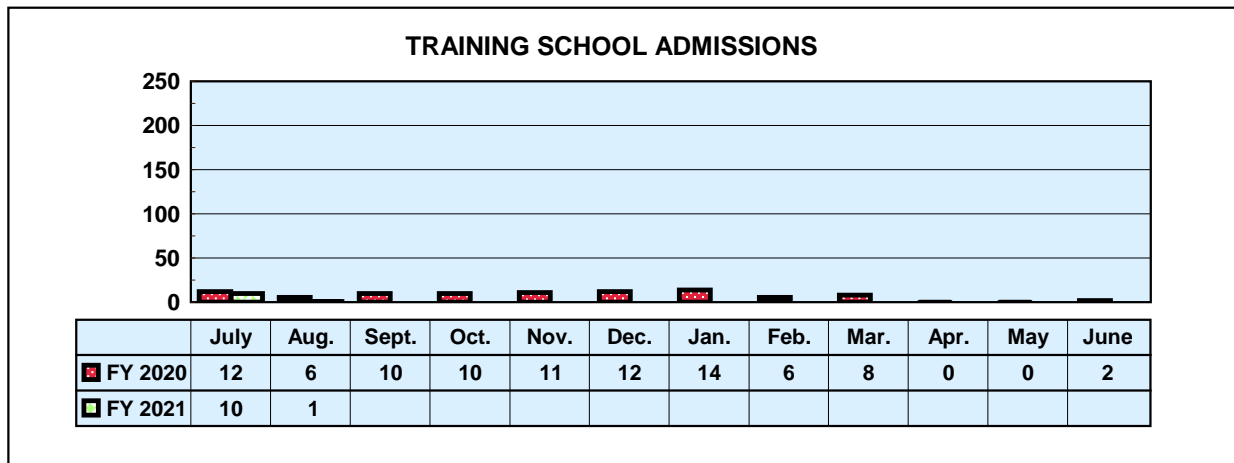 TRAINING SCHOOL ADMISSIONS
250
200
150
100
50
0
July Aug. Sept. Oct. Nov. Dec. Jan. Feb. Mar. Apr. May June
FY 2020 12 6 10 10 11 12 14 6 8 0 0 2
FY 2021 10 1